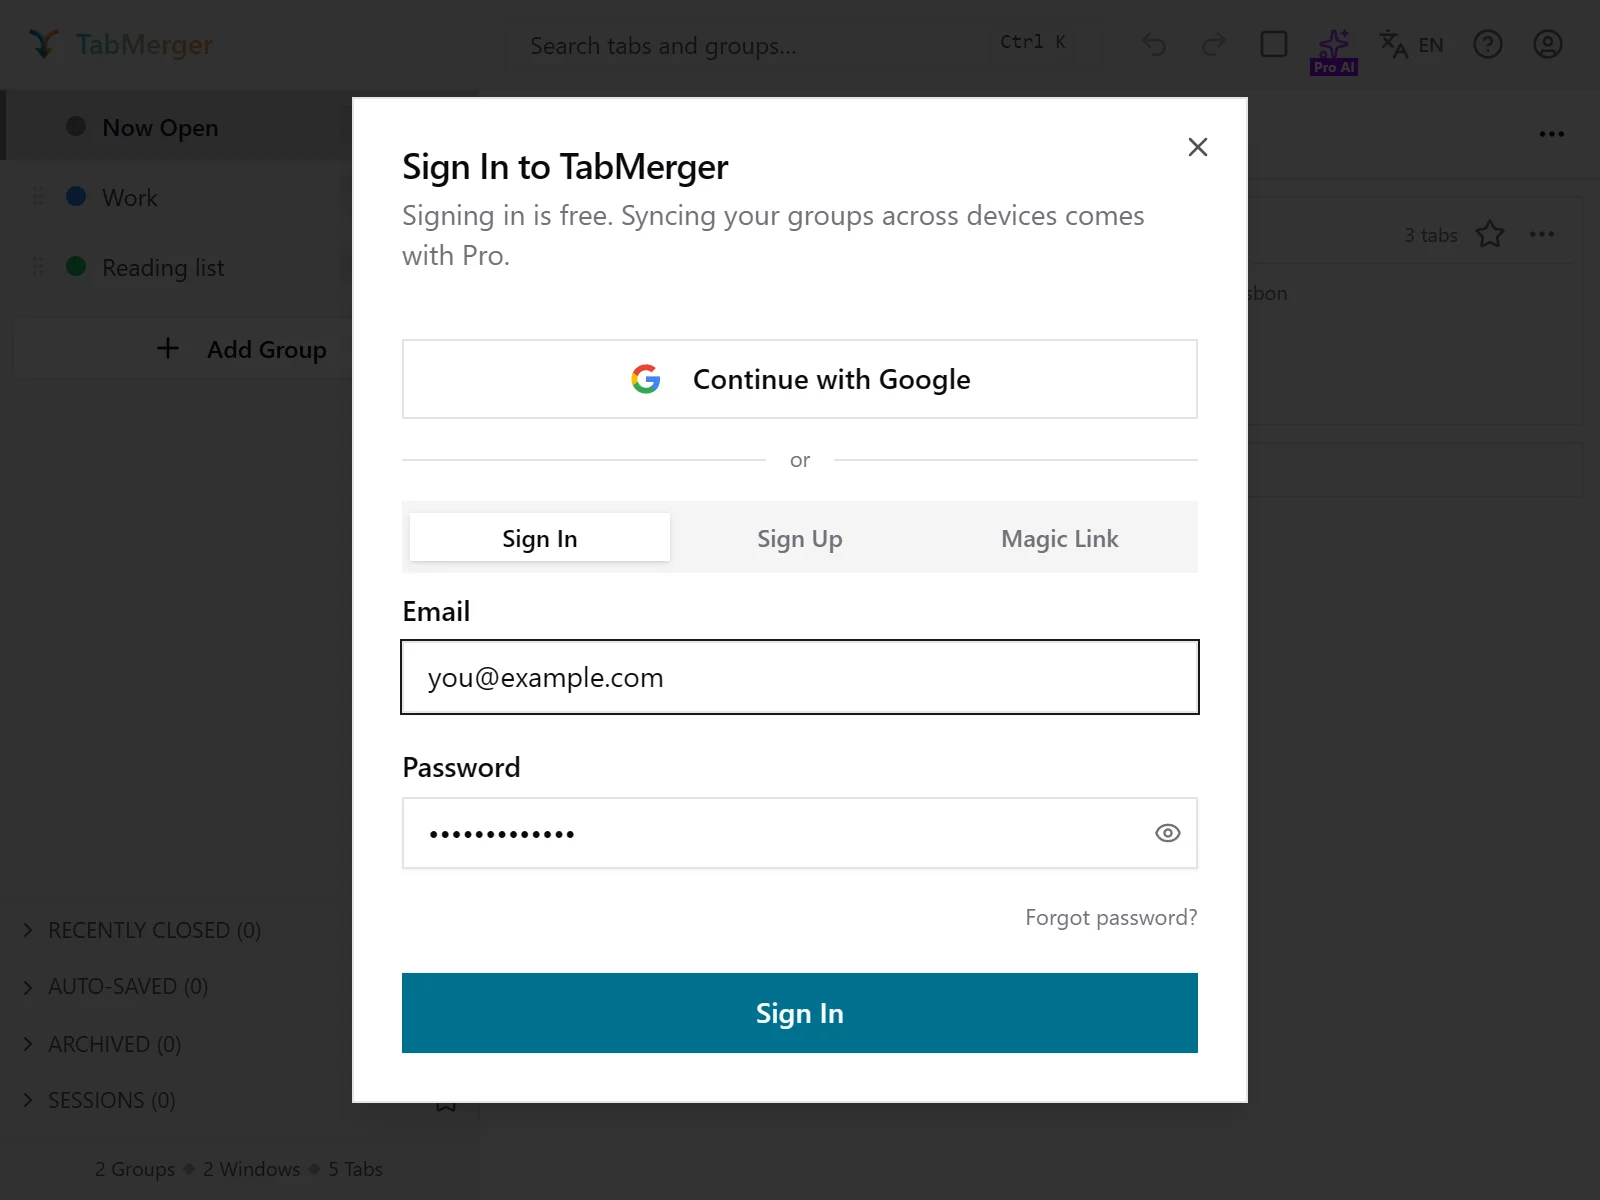 TabMerger
Search tabs and groups...
Ctrl K
Pro AI
EN
Now Open
Work
Reading list
Add Group
3 tabs
Sign In to TabMerger
Signing in is free. Syncing your groups across devices comes
with Pro.
Continue with Google
or
Sign In
Sign Up
Magic Link
Email
you@example.com
Password
Forgot password?
Sign In
RECENTLY CLOSED (0)
AUTO-SAVED (0)
ARCHIVED (0)
SESSIONS (0)
2 Groups ◆ 2 Windows ◆ 5 Tabs